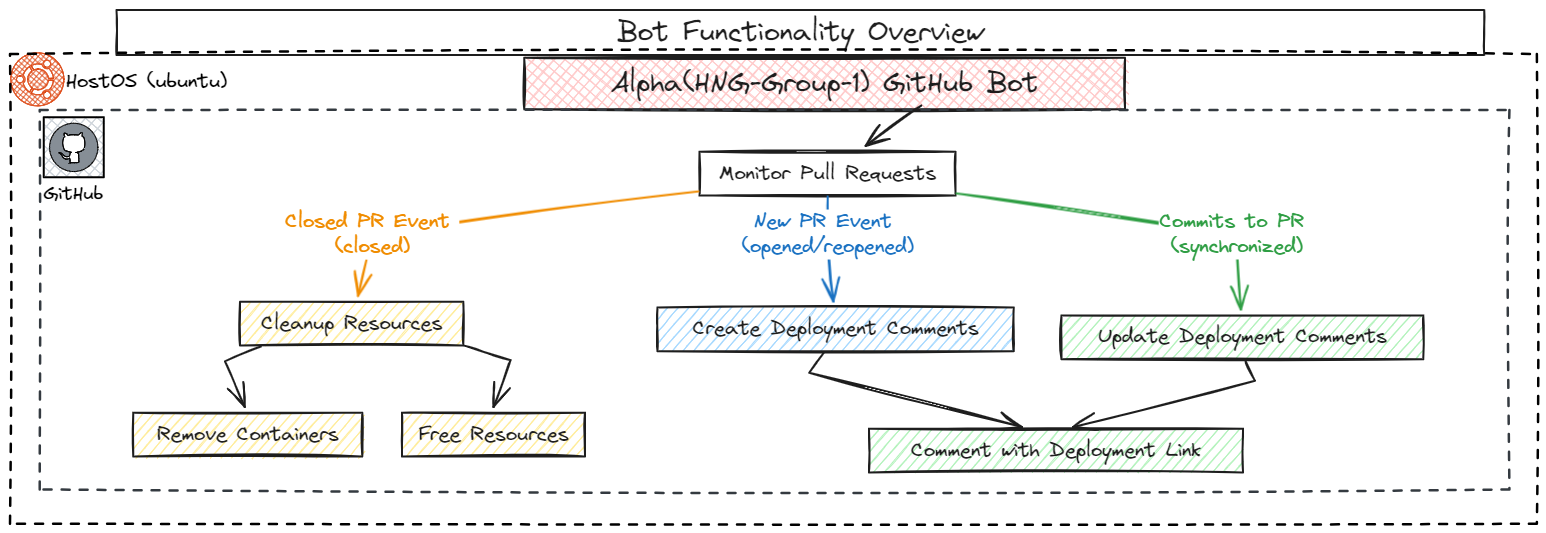 Bot Functionality Overview
HostOS (ubuntu)
Alpha(HNG-Group-1) GitHub Bot
GitHub
Monitor Pull Requests
Closed PR Event
(closed)
New PR Event
(opened/reopened)
Commits to PR
(synchronized)
Cleanup Resources
Create Deployment Comments
Update Deployment Comments
Remove Containers
Free Resources
Comment with Deployment Link